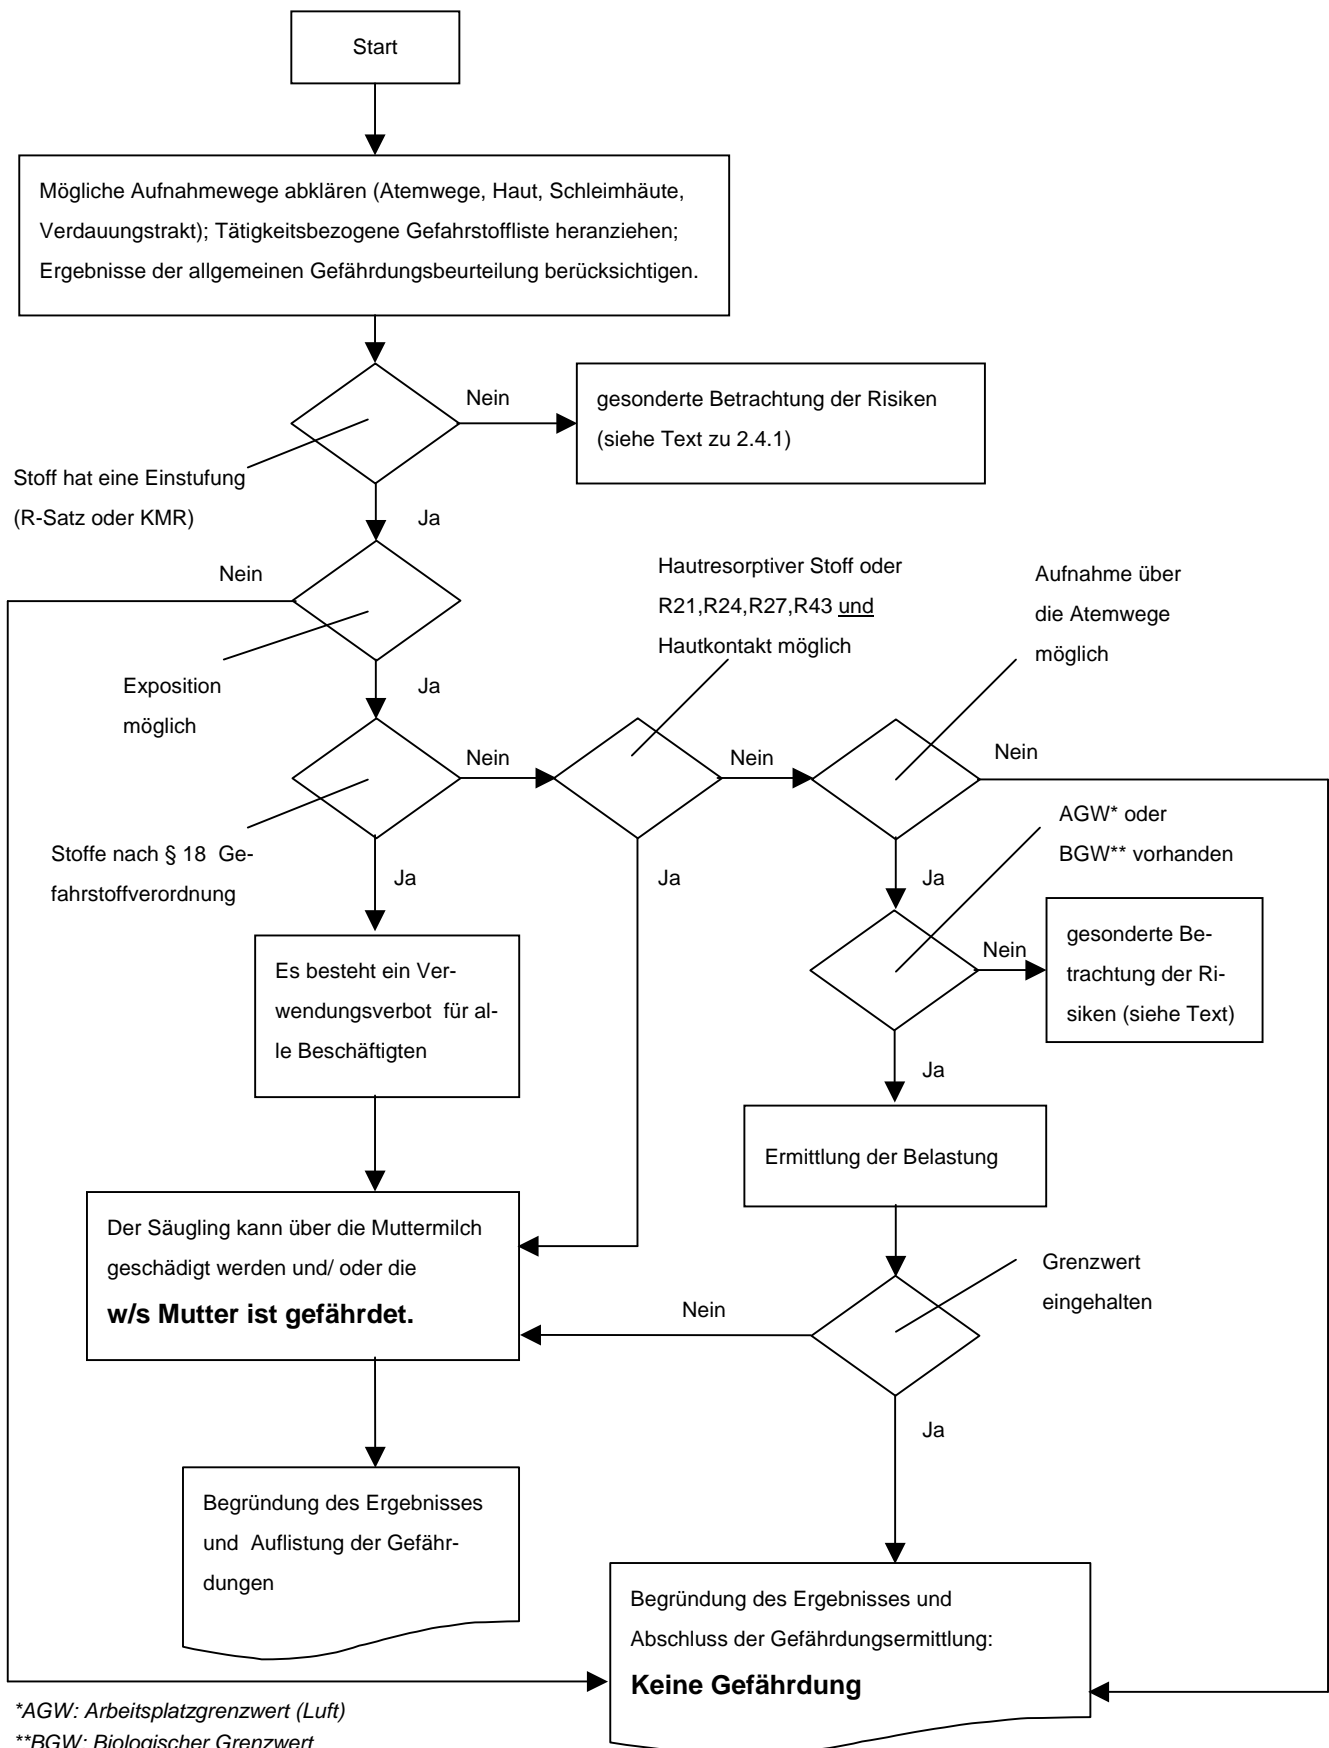 Start
Mögliche Aufnahmewege abklären (Atemwege, Haut, Schleimhäute,
Verdauungstrakt); Tätigkeitsbezogene Gefahrstoffliste heranziehen;
Ergebnisse der allgemeinen Gefährdungsbeurteilung berücksichtigen.
Nein
gesonderte Betrachtung der Risiken
(siehe Text zu 2.4.1)
Stoff hat eine Einstufung
(R-Satz oder KMR)
Ja
Nein
Hautresorptiver Stoff oder
R21,R24,R27,R43 und
Hautkontakt möglich
Aufnahme über
die Atemwege
möglich
Exposition
möglich
Ja
Nein
Nein
Nein
Stoffe nach § 18 Ge-
fahrstoffverordnung
AGW* oder
BGW** vorhanden
Ja
Ja
Ja
Es besteht ein Ver-
wendungsverbot für al-
le Beschäftigten
Nein
gesonderte Be-
trachtung der Ri-
siken (siehe Text)
Ja
Ermittlung der Belastung
Der Säugling kann über die Muttermilch
geschädigt werden und/ oder die
w/s Mutter ist gefährdet.
Grenzwert
eingehalten
Nein
Ja
Begründung des Ergebnisses
und Auflistung der Gefähr-
dungen
Begründung des Ergebnisses und
Abschluss der Gefährdungsermittlung:
Keine Gefährdung
*AGW: Arbeitsplatzgrenzwert (Luft)
**BGW: Biologischer Grenzwert